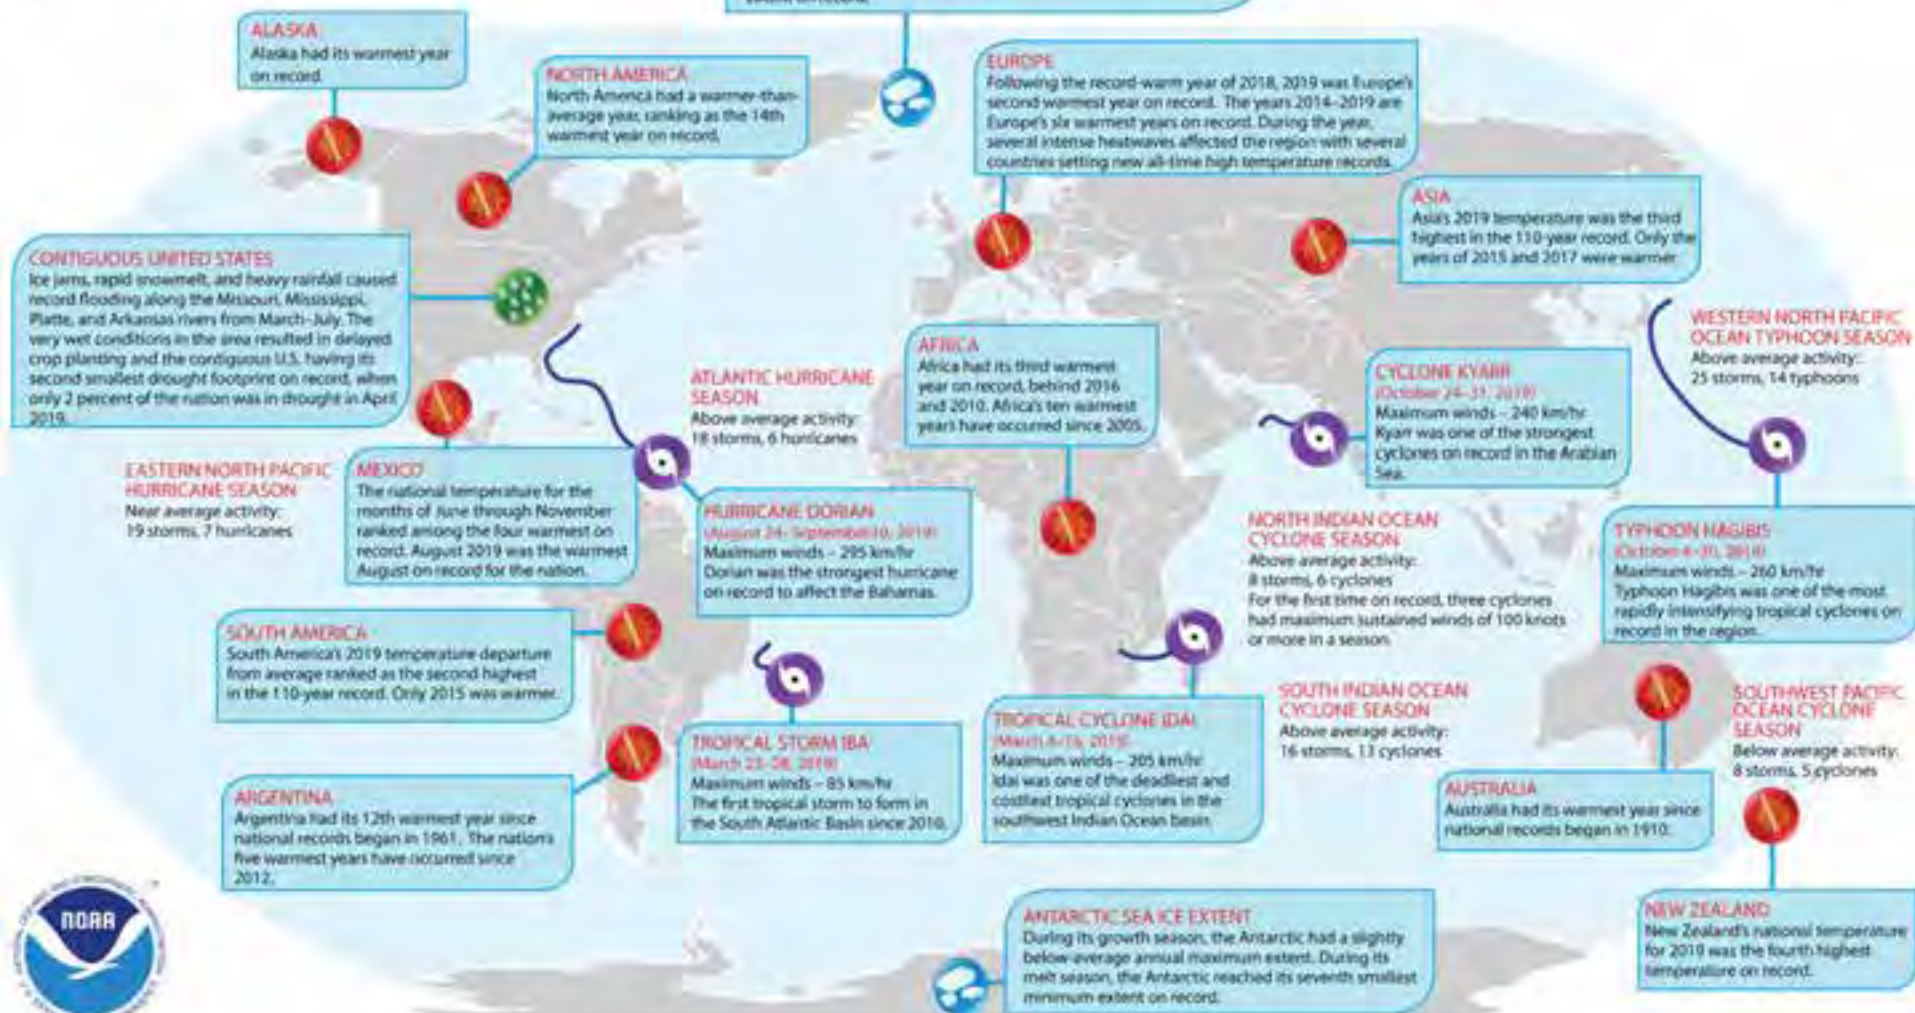 ALASKA
Alaska had its warmest year
on record.
NORTH AMERICA
North America had a warmer-than-
average year, ranking as the 14th
warmest year on record.
EUROPE
Following the record-warm year of 2018, 2019 was Europe's
second warmest year on record. The years 2014–2019 are
Europe's six warmest years on record. During the year,
several intense heatwaves affected the region with several
countries setting new all-time high temperature records.
ASIA
Asia's 2019 temperature was the third
highest in the 110-year record. Only the
years of 2015 and 2017 were warmer.
CONTIGUOUS UNITED STATES
Ice jams, rapid snowmelt, and heavy rainfall caused
record flooding along the Missouri, Mississippi,
Platte, and Arkansas rivers from March–July. The
very wet conditions in the area resulted in delayed
crop planting and the contiguous U.S. having its
second smallest drought footprint on record, when
only 2 percent of the nation was in drought in April
2019.
WESTERN NORTH PACIFIC
OCEAN TYPHOON SEASON
Above average activity:
25 storms, 14 typhoons
AFRICA
Africa had its third warmest
year on record, behind 2016
and 2010. Africa's ten warmest
years have occurred since 2005.
CYCLONE KYARR
(October 24–31, 2019)
Maximum winds – 240 km/hr
Kyarr was one of the strongest
cyclones on record in the Arabian
Sea.
ATLANTIC HURRICANE
SEASON
Above average activity:
18 storms, 6 hurricanes
EASTERN NORTH PACIFIC
HURRICANE SEASON
Near average activity:
19 storms, 7 hurricanes
MEXICO
The national temperature for the
months of June through November
ranked among the four warmest on
record. August 2019 was the warmest
August on record for the nation.
HURRICANE DORIAN
(August 24– September 10, 2019)
Maximum winds – 295 km/hr
Dorian was the strongest hurricane
on record to affect the Bahamas.
NORTH INDIAN OCEAN
CYCLONE SEASON
Above average activity:
8 storms, 6 cyclones
For the first time on record, three cyclones
had maximum sustained winds of 100 knots
or more in a season.
TYPHOON HAGIBIS
Maximum winds – 260 km/hr
Typhoon Hagibis was one of the most
rapidly intensifying tropical cyclones on
record in the region.
SOUTH AMERICA
South America's 2019 temperature departure
from average ranked as the second highest
in the 110-year record. Only 2015 was warmer.
TROPICAL STORM IBA
(March 23–28, 2019)
Maximum winds – 85 km/hr
The first tropical storm to form in
the South Atlantic Basin since 2010.
TROPICAL CYCLONE IDAI
(March 4–16, 2019)
Maximum winds – 205 km/hr
Idai was one of the deadliest and
costliest tropical cyclones in the
southwest Indian Ocean basin.
SOUTH INDIAN OCEAN
CYCLONE SEASON
Above average activity:
16 storms, 13 cyclones
SOUTHWEST PACIFIC
OCEAN CYCLONE
SEASON
Below average activity:
8 storms, 5 cyclones
AUSTRALIA
Australia had its warmest year since
national records began in 1910.
ARGENTINA
Argentina had its 12th warmest year since
national records began in 1961. The nation's
five warmest years have occurred since
2012.
ANTARCTIC SEA ICE EXTENT
During its growth season, the Antarctic had a slightly
below-average annual maximum extent. During its
melt season, the Antarctic reached its seventh smallest
minimum extent on record.
NEW ZEALAND
New Zealand's national temperature
for 2019 was the fourth highest
temperature on record.
NOAA